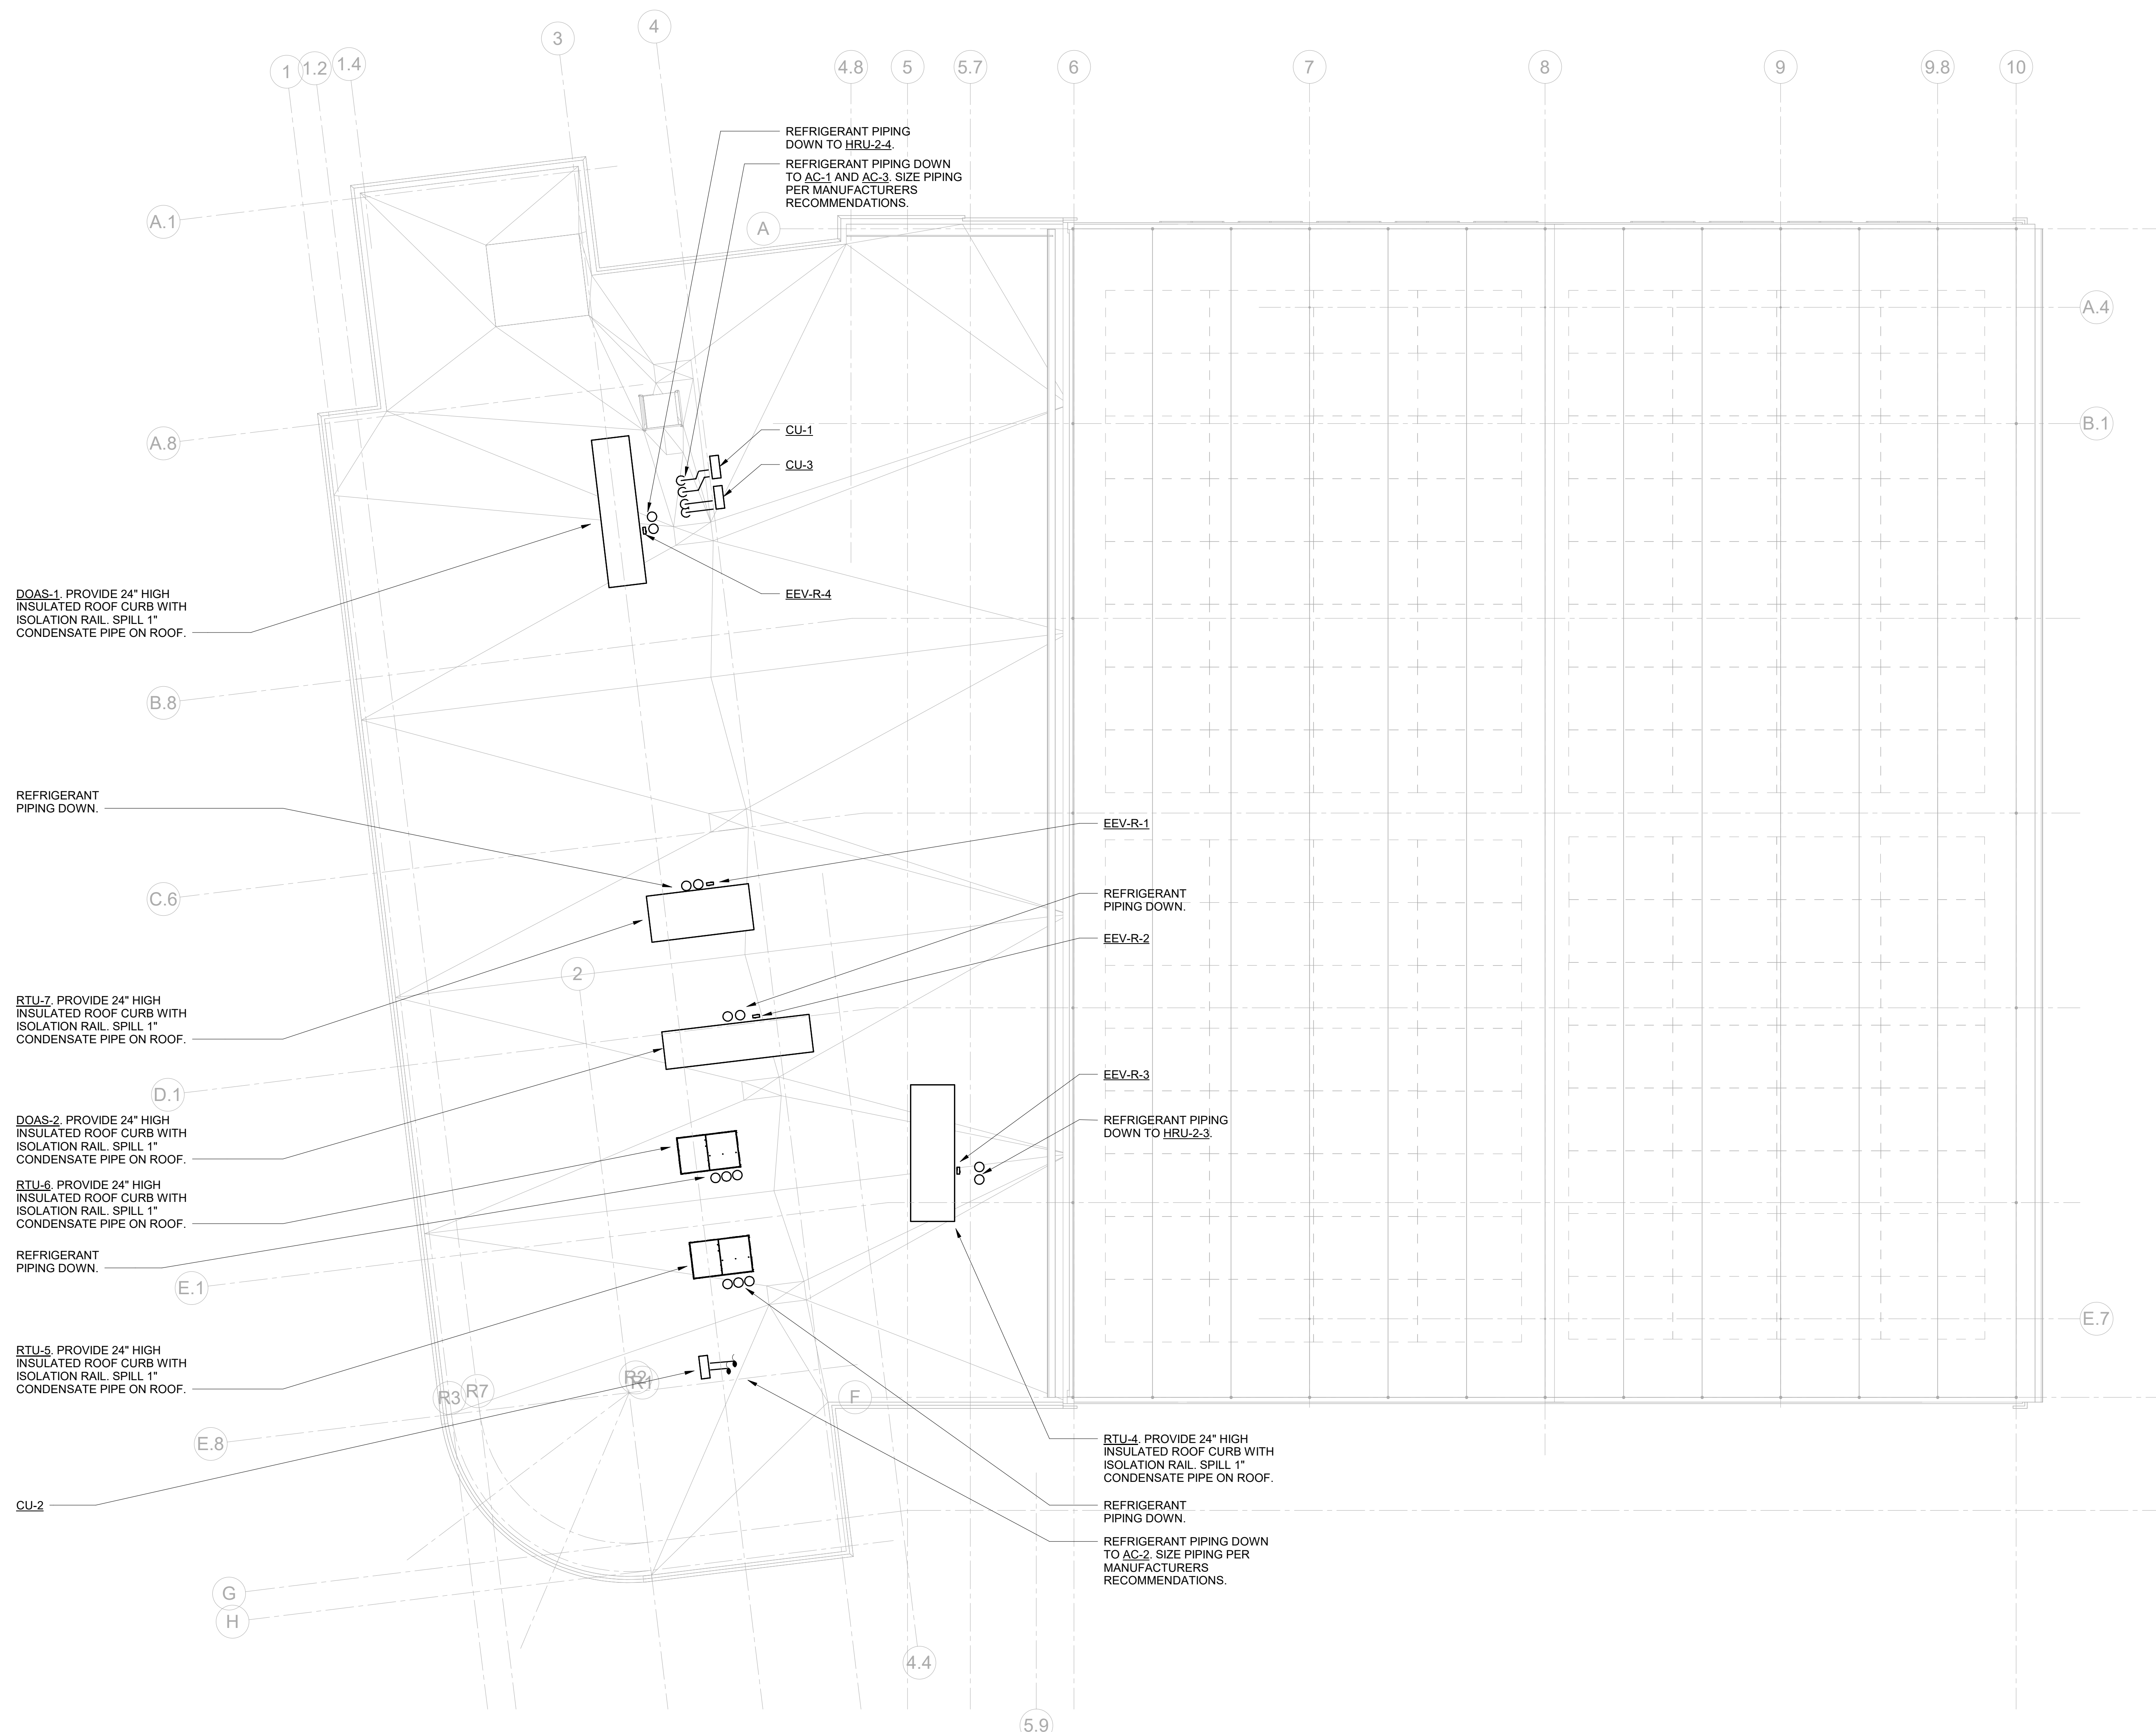 3
4
1
1.2
1.4
4.8
5
5.7
6
7
8
9
9.8
10
REFRIGERANT PIPING
DOWN TO HRU-2-4.
REFRIGERANT PIPING DOWN
TO AC-1 AND AC-3. SIZE PIPING
PER MANUFACTURERS
RECOMMENDATIONS.
A.1
A
A.4
A.8
B.1
CU-1
CU-3
EEV-R-4
DOAS-1. PROVIDE 24" HIGH
INSULATED ROOF CURB WITH
ISOLATION RAIL. SPILL 1"
CONDENSATE PIPE ON ROOF.
B.8
REFRIGERANT
PIPING DOWN.
EEV-R-1
C.6
REFRIGERANT
PIPING DOWN.
EEV-R-2
2
RTU-7. PROVIDE 24" HIGH
INSULATED ROOF CURB WITH
ISOLATION RAIL. SPILL 1"
CONDENSATE PIPE ON ROOF.
D.1
EEV-R-3
DOAS-2. PROVIDE 24" HIGH
INSULATED ROOF CURB WITH
ISOLATION RAIL. SPILL 1"
CONDENSATE PIPE ON ROOF.
REFRIGERANT PIPING
DOWN TO HRU-2-3.
RTU-6. PROVIDE 24" HIGH
INSULATED ROOF CURB WITH
ISOLATION RAIL. SPILL 1"
CONDENSATE PIPE ON ROOF.
REFRIGERANT
PIPING DOWN.
E.1
E.7
RTU-5. PROVIDE 24" HIGH
INSULATED ROOF CURB WITH
ISOLATION RAIL. SPILL 1"
CONDENSATE PIPE ON ROOF.
R3
R7
R2
R1
F
E.8
RTU-4. PROVIDE 24" HIGH
INSULATED ROOF CURB WITH
ISOLATION RAIL. SPILL 1"
CONDENSATE PIPE ON ROOF.
CU-2
REFRIGERANT
PIPING DOWN.
REFRIGERANT PIPING DOWN
TO AC-2. SIZE PIPING PER
MANUFACTURERS
RECOMMENDATIONS.
G
H
4.4
5.9